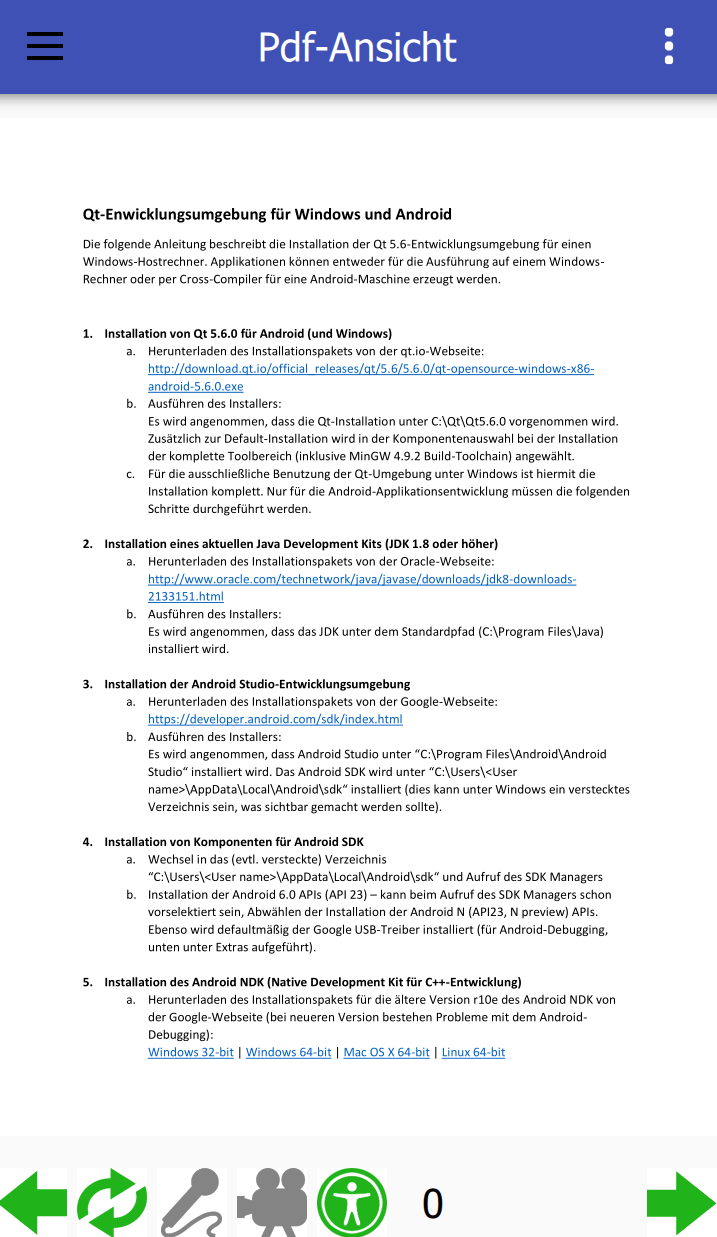 Pdf-Ansicht
Qt-Enwicklungsumgebung für Windows und Android
Die folgende Anleitung beschreibt die Installation der Qt 5.6-Entwicklungsumgebung für einen
Windows-Hostrechner. Applikationen können entweder für die Ausführung auf einem Windows-
Rechner oder per Cross-Compiler für eine Android-Maschine erzeugt werden.
1. Installation von Qt 5.6.0 für Android (und Windows)
a. Herunterladen des Installationspakets von der qt.io-Webseite:
http://download.qt.io/official_releases/qt/5.6/5.6.0/qt-opensource-windows-x86-
android-5.6.0.exe
b. Ausführen des Installers:
Es wird angenommen, dass die Qt-Installation unter C:\Qt\Qt5.6.0 vorgenommen wird.
Zusätzlich zur Default-Installation wird in der Komponentenauswahl bei der Installation
der komplette Toolbereich (inklusive MinGW 4.9.2 Build-Toolchain) angewählt.
c. Für die ausschließliche Benutzung der Qt-Umgebung unter Windows ist hiermit die
Installation komplett. Nur für die Android-Applikationsentwicklung müssen die folgenden
Schritte durchgeführt werden.
2. Installation eines aktuellen Java Development Kits (JDK 1.8 oder höher)
a. Herunterladen des Installationspakets von der Oracle-Webseite:
http://www.oracle.com/technetwork/java/javase/downloads/jdk8-downloads-
2133151.html
b. Ausführen des Installers:
Es wird angenommen, dass das JDK unter dem Standardpfad (C:\Program Files\Java)
installiert wird.
3. Installation der Android Studio-Entwicklungsumgebung
a. Herunterladen des Installationspakets von der Google-Webseite:
https://developer.android.com/sdk/index.html
b. Ausführen des Installers:
Es wird angenommen, dass Android Studio unter “C:\Program Files\Android\Android
Studio“ installiert wird. Das Android SDK wird unter “C:\Users\<User
name>\AppData\Local\Android\sdk“ installiert (dies kann unter Windows ein verstecktes
Verzeichnis sein, was sichtbar gemacht werden sollte).
4. Installation von Komponenten für Android SDK
a. Wechsel in das (evtl. versteckte) Verzeichnis
“C:\Users\<User name>\AppData\Local\Android\sdk“ und Aufruf des SDK Managers
b. Installation der Android 6.0 APIs (API 23) – kann beim Aufruf des SDK Managers schon
vorselektiert sein, Abwählen der Installation der Android N (API23, N preview) APIs.
Ebenso wird defaultmäßig der Google USB-Treiber installiert (für Android-Debugging,
unten unter Extras aufgeführt).
5. Installation des Android NDK (Native Development Kit für C++-Entwicklung)
a. Herunterladen des Installationspakets für die ältere Version r10e des Android NDK von
der Google-Webseite (bei neueren Version bestehen Probleme mit dem Android-
Debugging):
Windows 32-bit | Windows 64-bit | Mac OS X 64-bit | Linux 64-bit
0